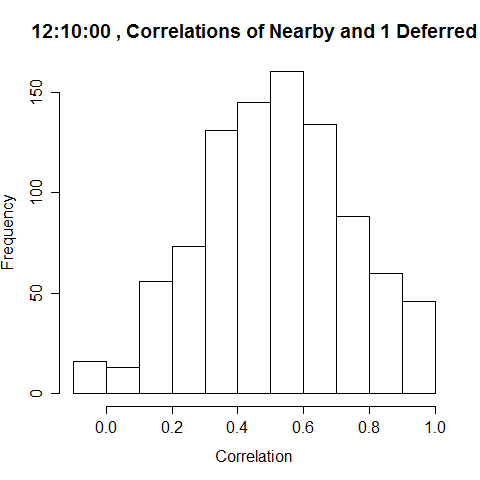 12:10:00 , Correlations of Nearby and 1 Deferred
150
100
50
0
Frequency
0.0 0.2 0.4 0.6 0.8 1.0
Correlation